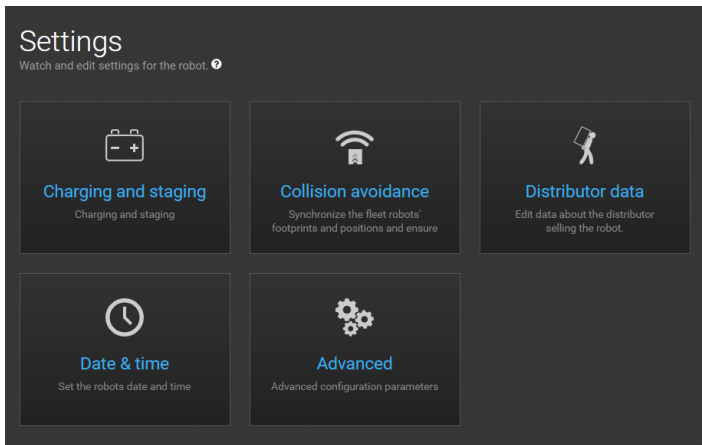 Settings
Watch and edit settings for the robot. ?
Charging and staging
Charging and staging
Collision avoidance
Synchronize the fleet robots'
footprints and positions and ensure
Distributor data
Edit data about the distributor
selling the robot.
Date & time
Set the robots date and time
Advanced
Advanced configuration parameters